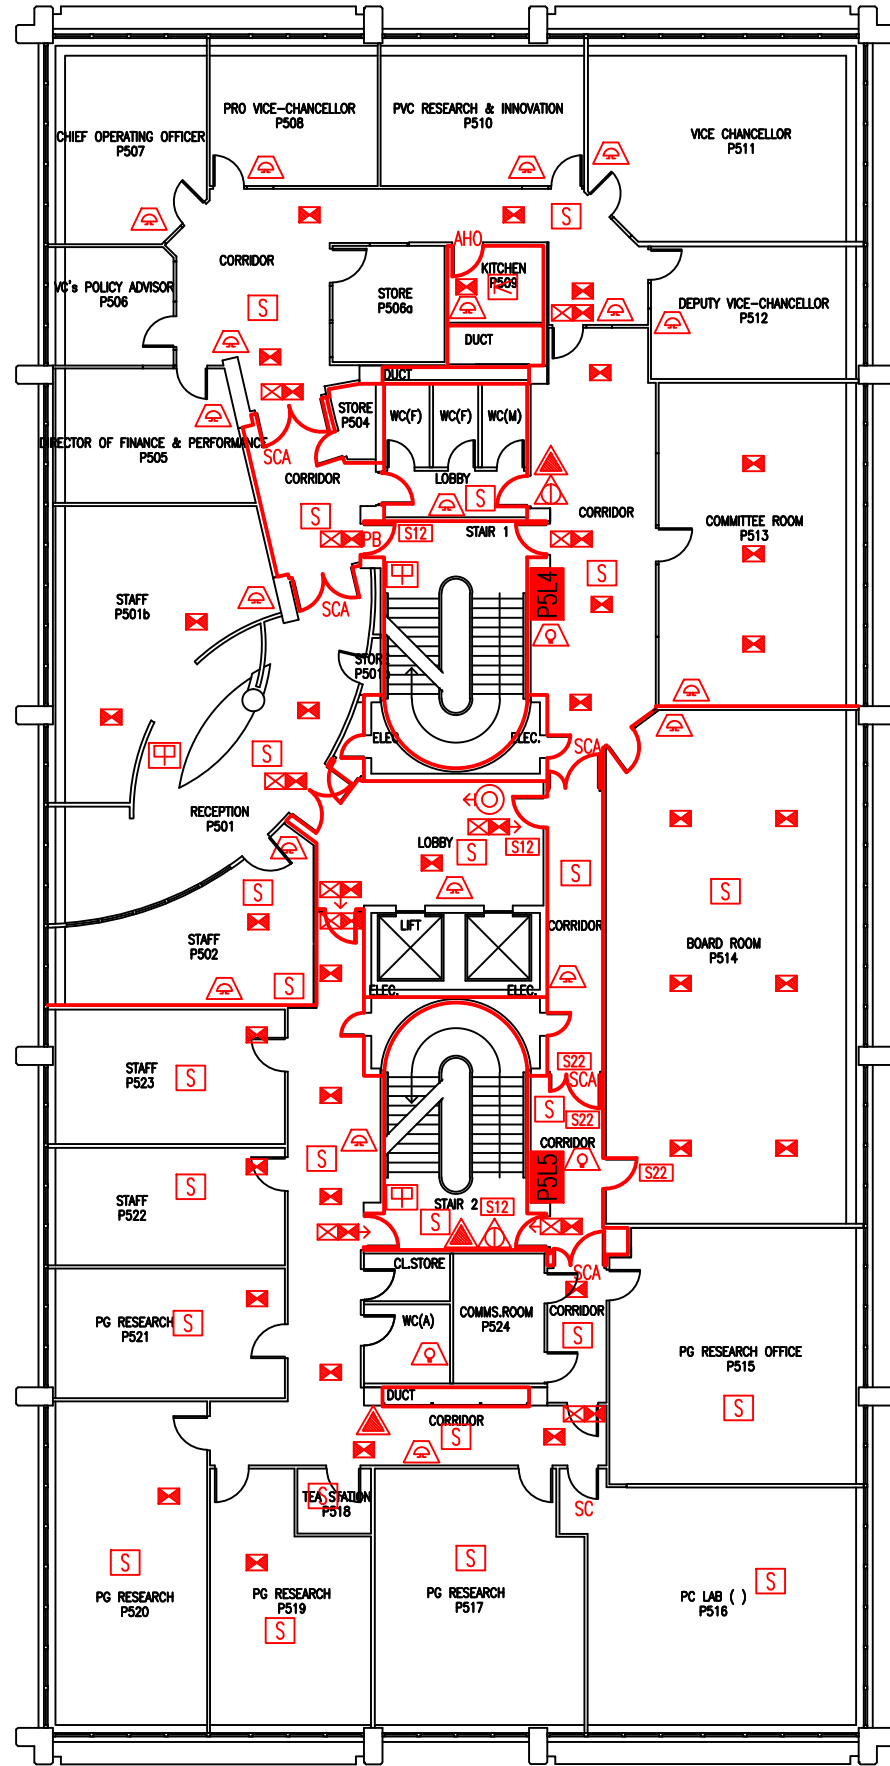 PRO VICE-CHANCELLOR
P508
PVC RESEARCH & INNOVATION
P510
VICE CHANCELLOR
P511
CHIEF OPERATING OFFICER
P507
S
AHO
CORRIDOR
KITCHEN
P509
VC's POLICY ADVISOR
P506
STORE
P506a
S
DEPUTY VICE-CHANCELLOR
P512
DUCT
DUCT
STORE
P504
WC(F)
WC(F)
WC(M)
DIRECTOR OF FINANCE & PERFORMANCE
P505
SCA
CORRIDOR
LOBBY
S
S
CORRIDOR
COMMITTEE ROOM
P513
PB
S12
STAIR 1
S
P5L4
STAFF
P501b
SCA
STORE
ELEC.
ELEC.
SCA
S
RECEPTION
P501
LOBBY
S
S12
S
S
STAFF
P502
LIFT
CORRIDOR
BOARD ROOM
P514
S
S
ELEC.
ELEC.
STAFF
P523
S
S22
SCA
S
S22
CORRIDOR
S
S22
P5L5
STAFF
P522
S
STAIR 2
S12
S
CL.STORE
SCA
WC(A)
COMMS.ROOM
P524
CORRIDOR
S
PG RESEARCH
P521
S
PG RESEARCH OFFICE
P515
S
DUCT
CORRIDOR
S
TEA STATION
P518
S
SC
PG RESEARCH
P520
S
PG RESEARCH
P519
S
PG RESEARCH
P517
S
PC LAB ( )
P516
S